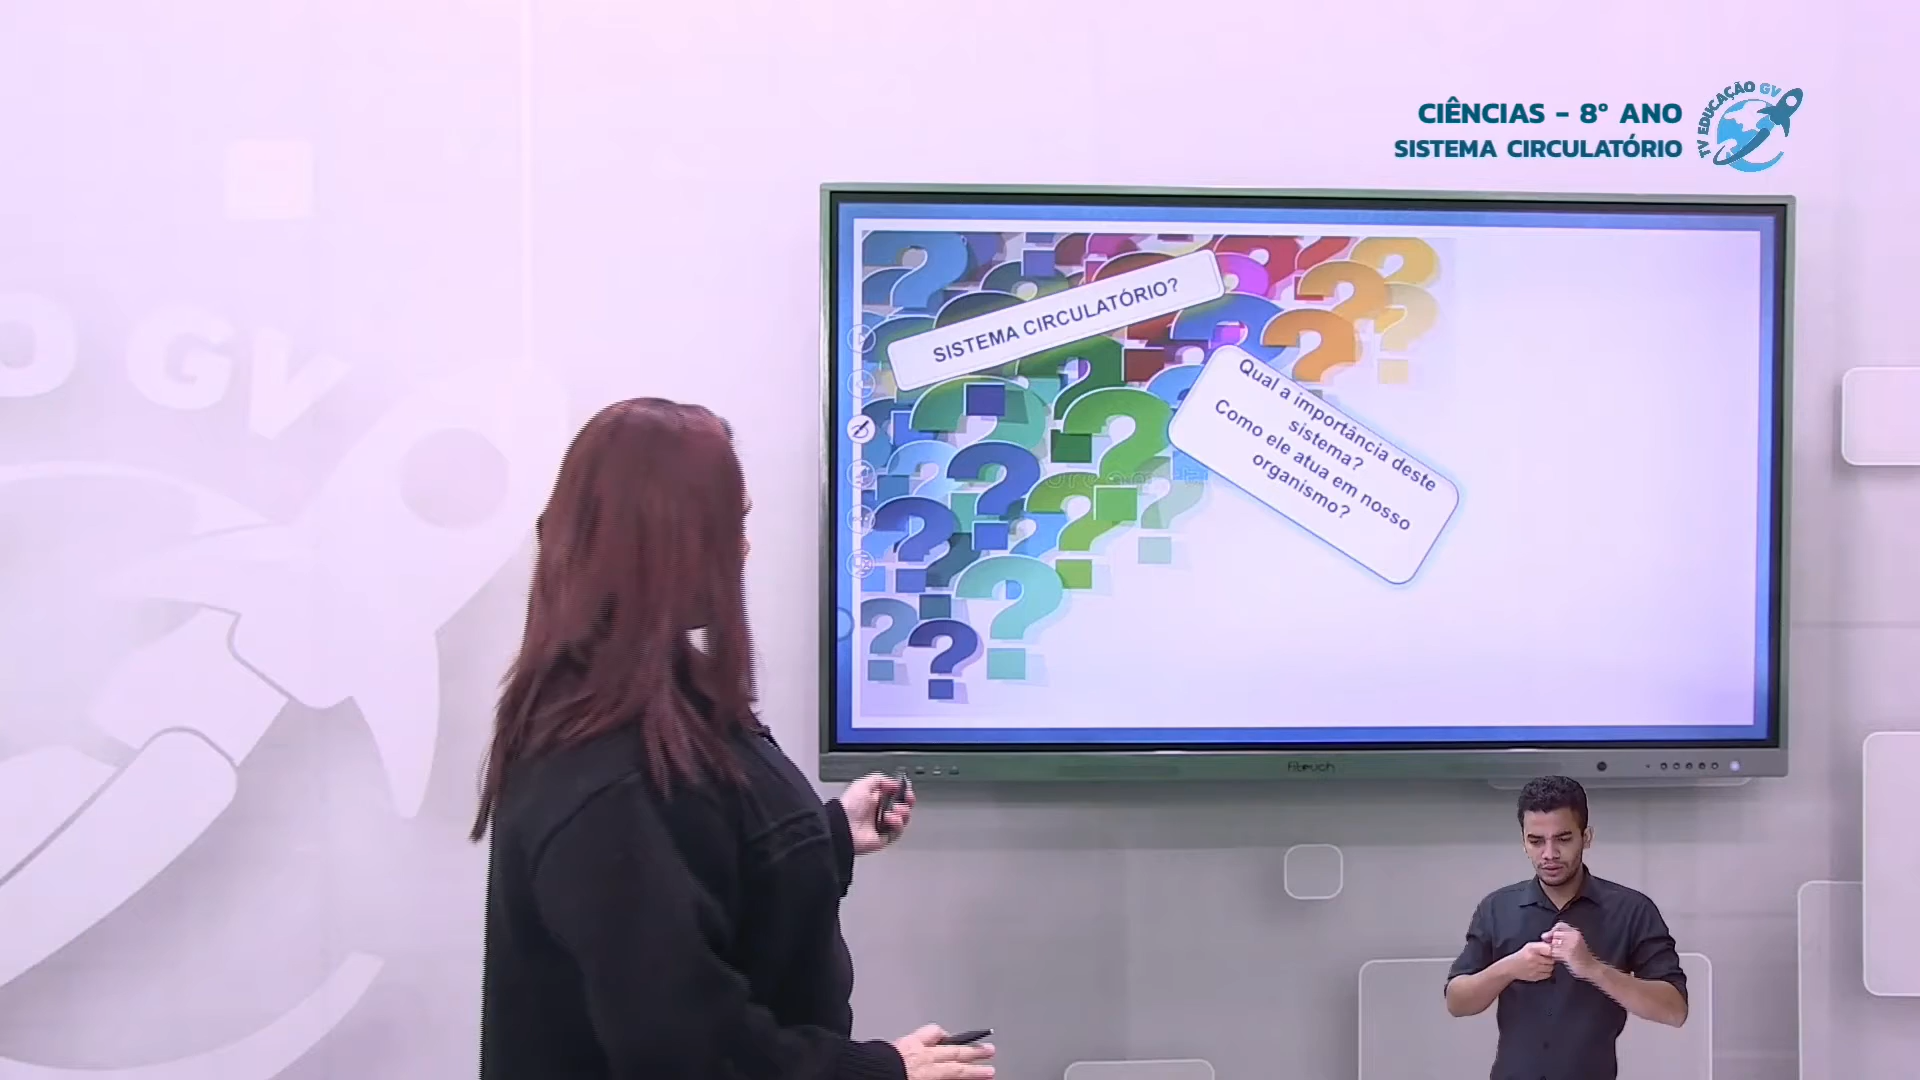 CIÊNCIAS - 8° ANO
SISTEMA CIRCULATÓRIO
TV EDUCAÇÃO GV
SISTEMA CIRCULATÓRIO?
Qual a importância deste
sistema?
Como ele atua em nosso
organismo?
O GV